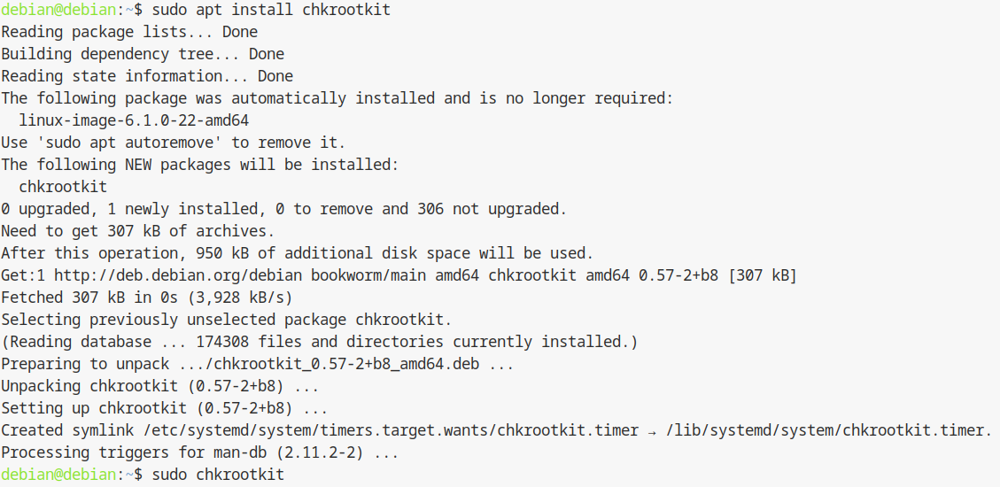 debian@debian:~$ sudo apt install chkrootkit
Reading package lists... Done
Building dependency tree... Done
Reading state information... Done
The following package was automatically installed and is no longer required:
  linux-image-6.1.0-22-amd64
Use 'sudo apt autoremove' to remove it.
The following NEW packages will be installed:
  chkrootkit
0 upgraded, 1 newly installed, 0 to remove and 306 not upgraded.
Need to get 307 kB of archives.
After this operation, 950 kB of additional disk space will be used.
Get:1 http://deb.debian.org/debian bookworm/main amd64 chkrootkit amd64 0.57-2+b8 [307 kB]
Fetched 307 kB in 0s (3,928 kB/s)
Selecting previously unselected package chkrootkit.
(Reading database ... 174308 files and directories currently installed.)
Preparing to unpack .../chkrootkit_0.57-2+b8_amd64.deb ...
Unpacking chkrootkit (0.57-2+b8) ...
Setting up chkrootkit (0.57-2+b8) ...
Created symlink /etc/systemd/system/timers.target.wants/chkrootkit.timer → /lib/systemd/system/chkrootkit.timer.
Processing triggers for man-db (2.11.2-2) ...
debian@debian:~$ sudo chkrootkit